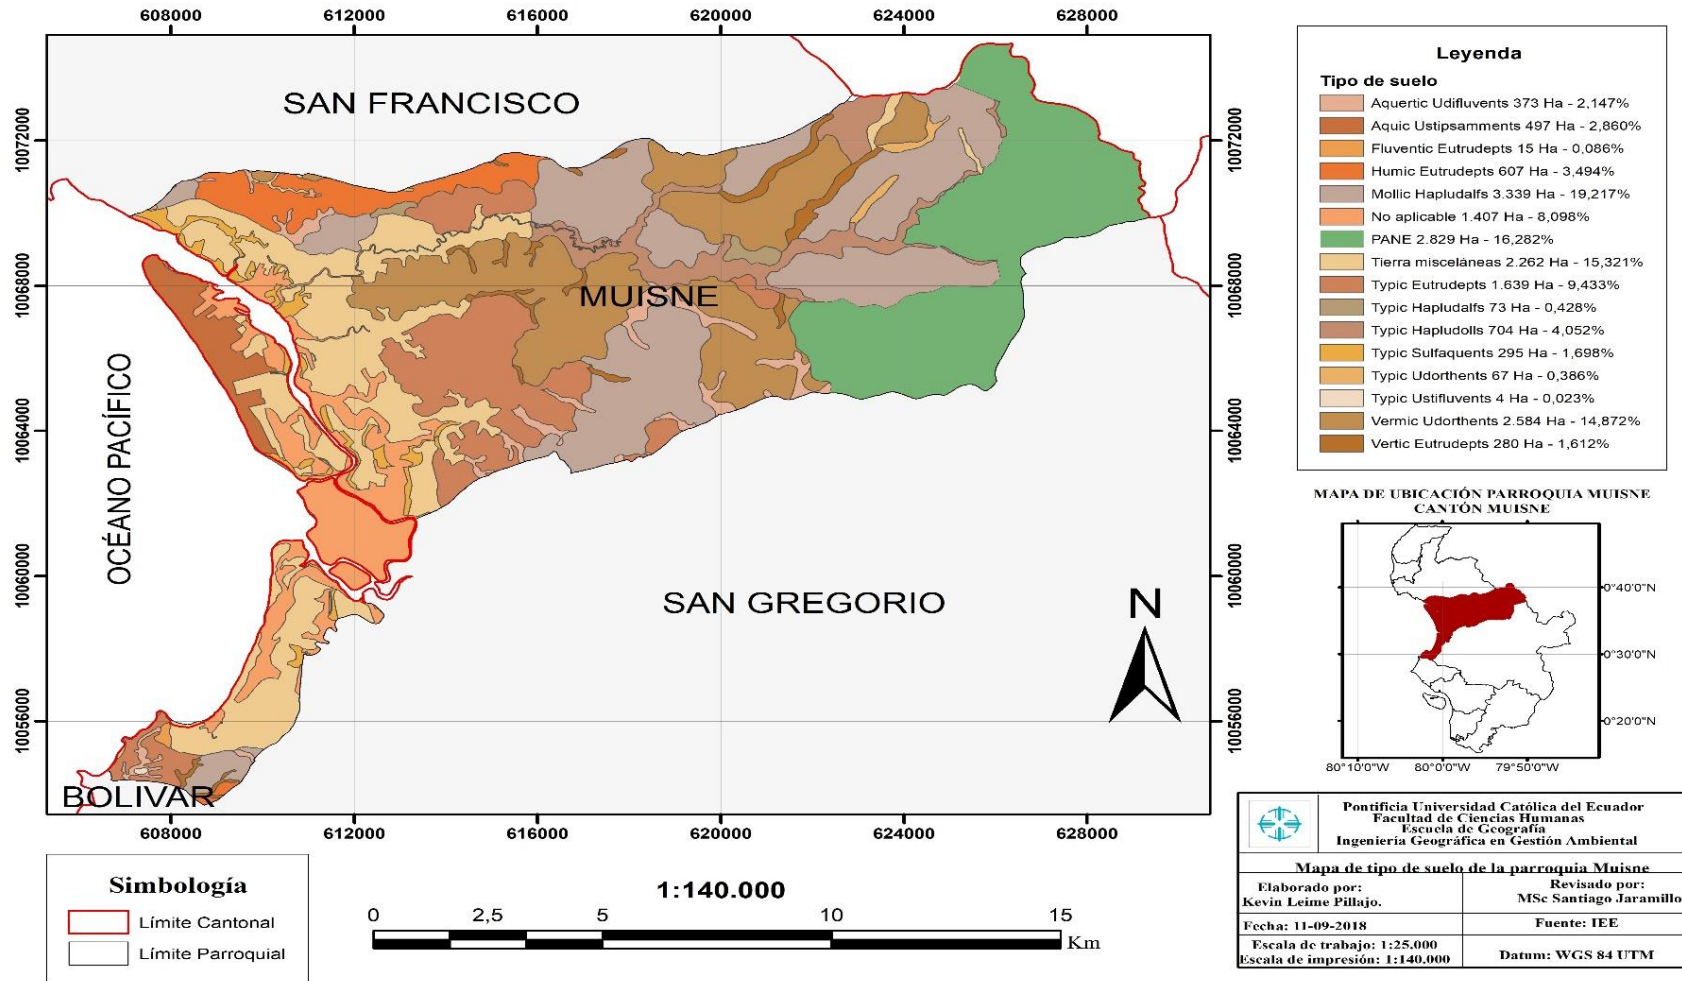 608000 612000 616000 620000 624000 628000
10072000
10068000
10064000
10060000
10056000
SAN FRANCISCO
MUISNE
OCÉANO PACÍFICO
SAN GREGORIO
BOLIVAR
N
10072000
10068000
10064000
10060000
10056000
608000 612000 616000 620000 624000 628000
Leyenda
Tipo de suelo
Aquertic Udifluvents 373 Ha - 2,147%
Aquic Ustipsamments 497 Ha - 2,860%
Fluventic Eutrudepts 15 Ha - 0,086%
Humic Eutrudepts 607 Ha - 3,494%
Mollic Hapludalfs 3.339 Ha - 19,217%
No aplicable 1.407 Ha - 8,098%
PANE 2.829 Ha - 16,282%
Tierra misceláneas 2.262 Ha - 15,321%
Typic Eutrudepts 1.639 Ha - 9,433%
Typic Hapludalfs 73 Ha - 0,428%
Typic Hapludolls 704 Ha - 4,052%
Typic Sulfaquents 295 Ha - 1,698%
Typic Udorthents 67 Ha - 0,386%
Typic Ustifluvents 4 Ha - 0,023%
Vermic Udorthents 2.584 Ha - 14,872%
Vertic Eutrudepts 280 Ha - 1,612%
MAPA DE UBICACIÓN PARROQUIA MUISNE
CANTÓN MUISNE
0°40'0"N
0°30'0"N
0°20'0"N
80°10'0"W 80°0'0"W 79°50'0"W
Simbología
Límite Cantonal
Límite Parroquial
1:140.000
0 2,5 5 10 15
Km
Pontificia Universidad Católica del Ecuador
Facultad de Ciencias Humanas
Escuela de Geografía
Ingeniería Geográfica en Gestión Ambiental
Mapa de tipo de suelo de la parroquia Muisne
Elaborado por:
Kevin Leime Pillajo.
Revisado por:
MSc Santiago Jaramillo
Fecha: 11-09-2018
Fuente: IEE
Escala de trabajo: 1:25.000
Escala de impresión: 1:140.000
Datum: WGS 84 UTM